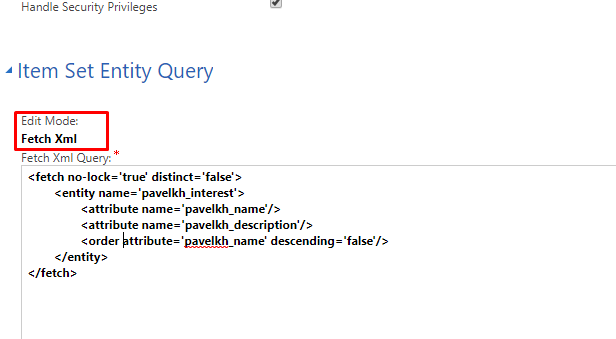 Handle Security Privileges
Item Set Entity Query
Edit Mode:
Fetch Xml
Fetch Xml Query: *
<fetch no-lock='true' distinct='false'>
<entity name='pavelkh_interest'>
<attribute name='pavelkh_name'/>
<attribute name='pavelkh_description'/>
<order attribute='pavelkh_name' descending='false'/>
</entity>
</fetch>